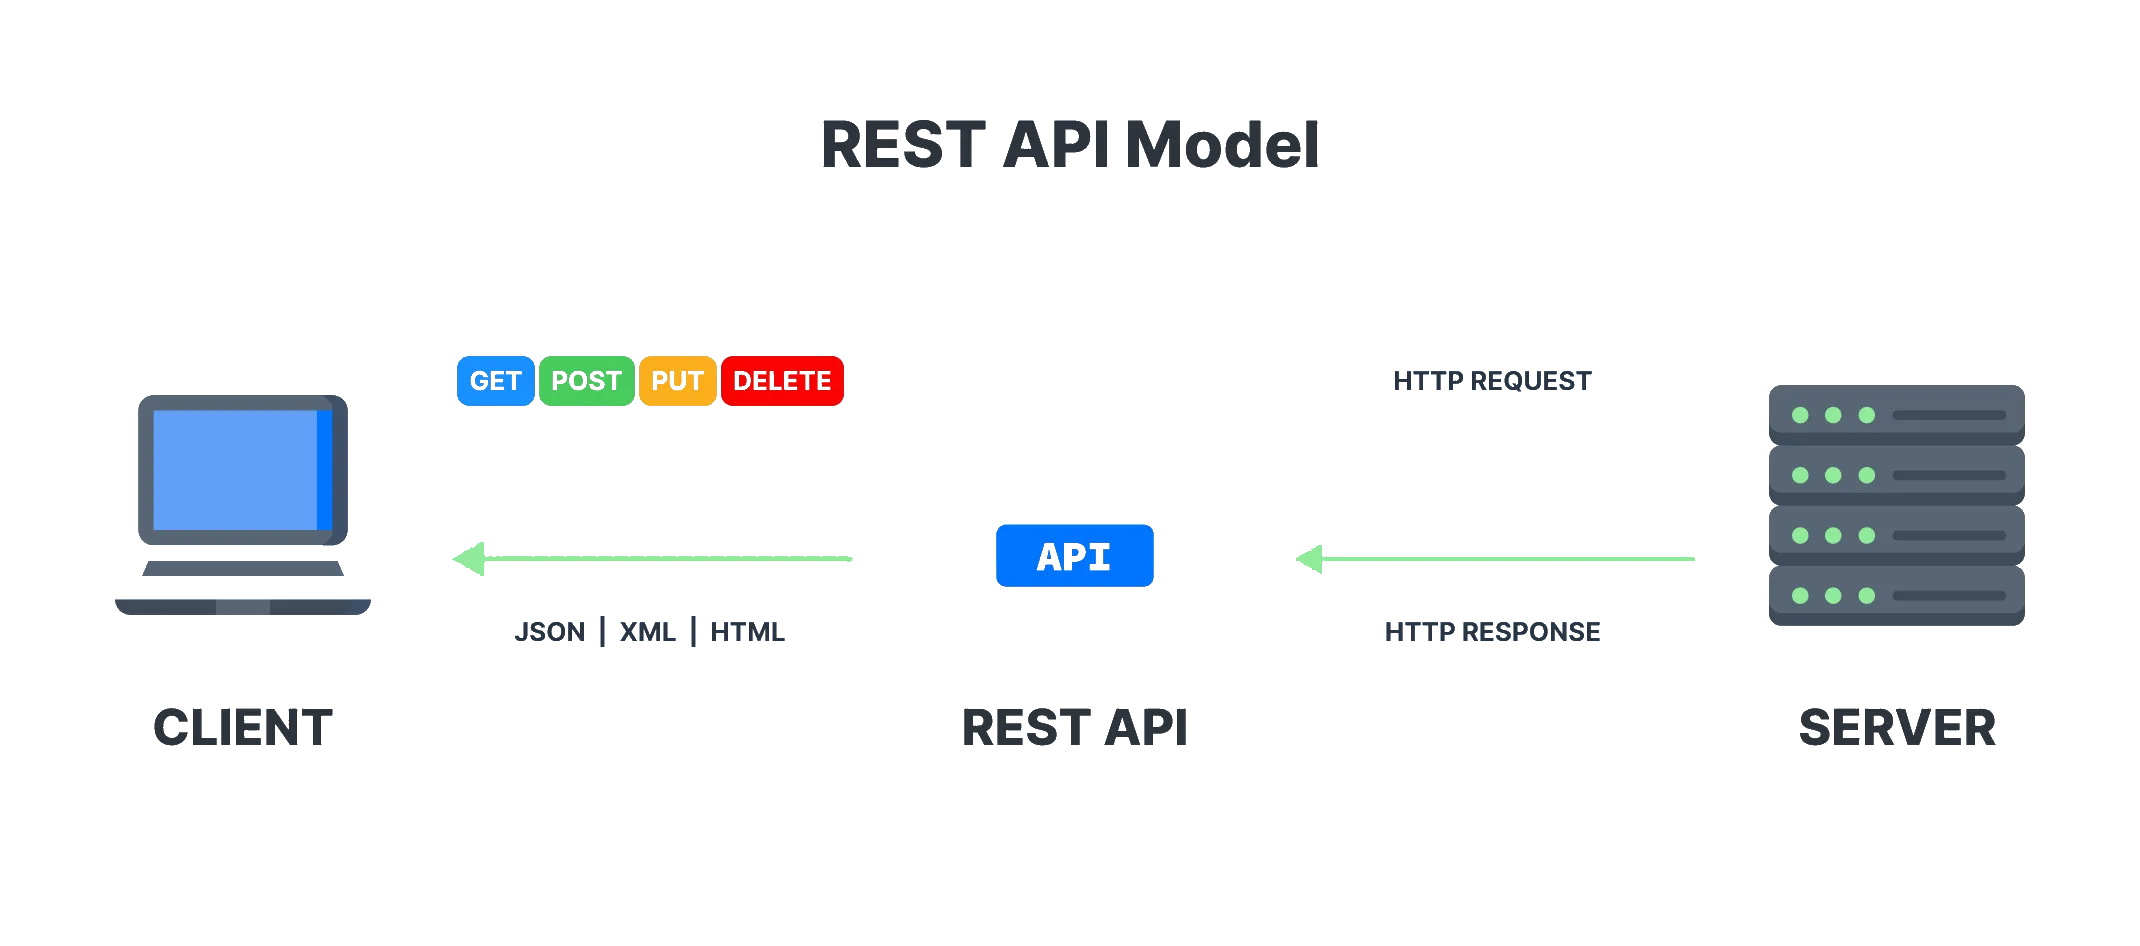 REST API Model
GET POST PUT DELETE
HTTP REQUEST
API
JSON | XML | HTML
HTTP RESPONSE
CLIENT
REST API
SERVER